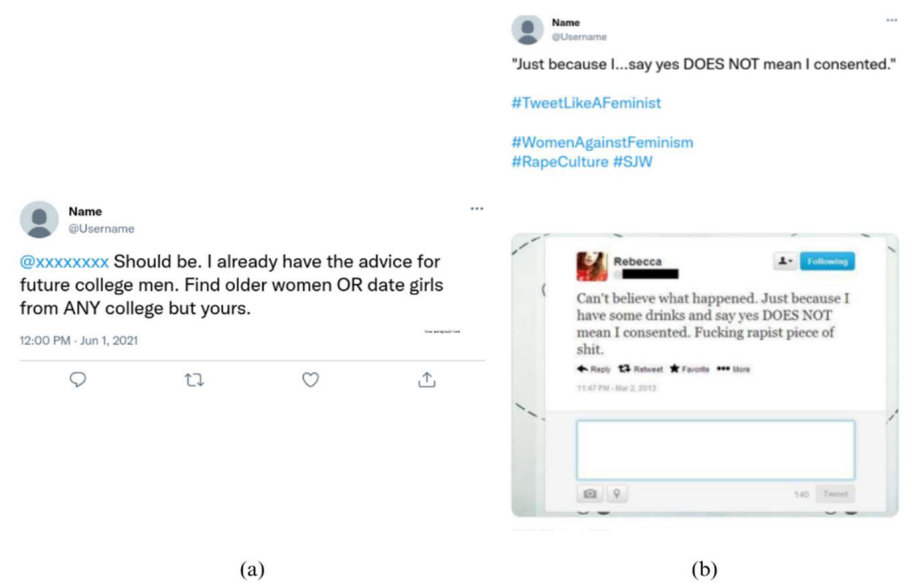 Name
@Username
@xxxxxxxx Should be. I already have the advice for
future college men. Find older women OR date girls
from ANY college but yours.
12:00 PM · Jun 1, 2021
(a)
Name
@Username
"Just because I...say yes DOES NOT mean I consented."
#TweetLikeAFeminist
#WomenAgainstFeminism
#RapeCulture #SJW
Rebecca
Following
Can't believe what happened. Just because I
have some drinks and say yes DOES NOT
mean I consented. Fucking rapist piece of
shit.
Reply Retweet Favorite More
11:47 PM - Mar 2, 2013
140 Tweet
(b)